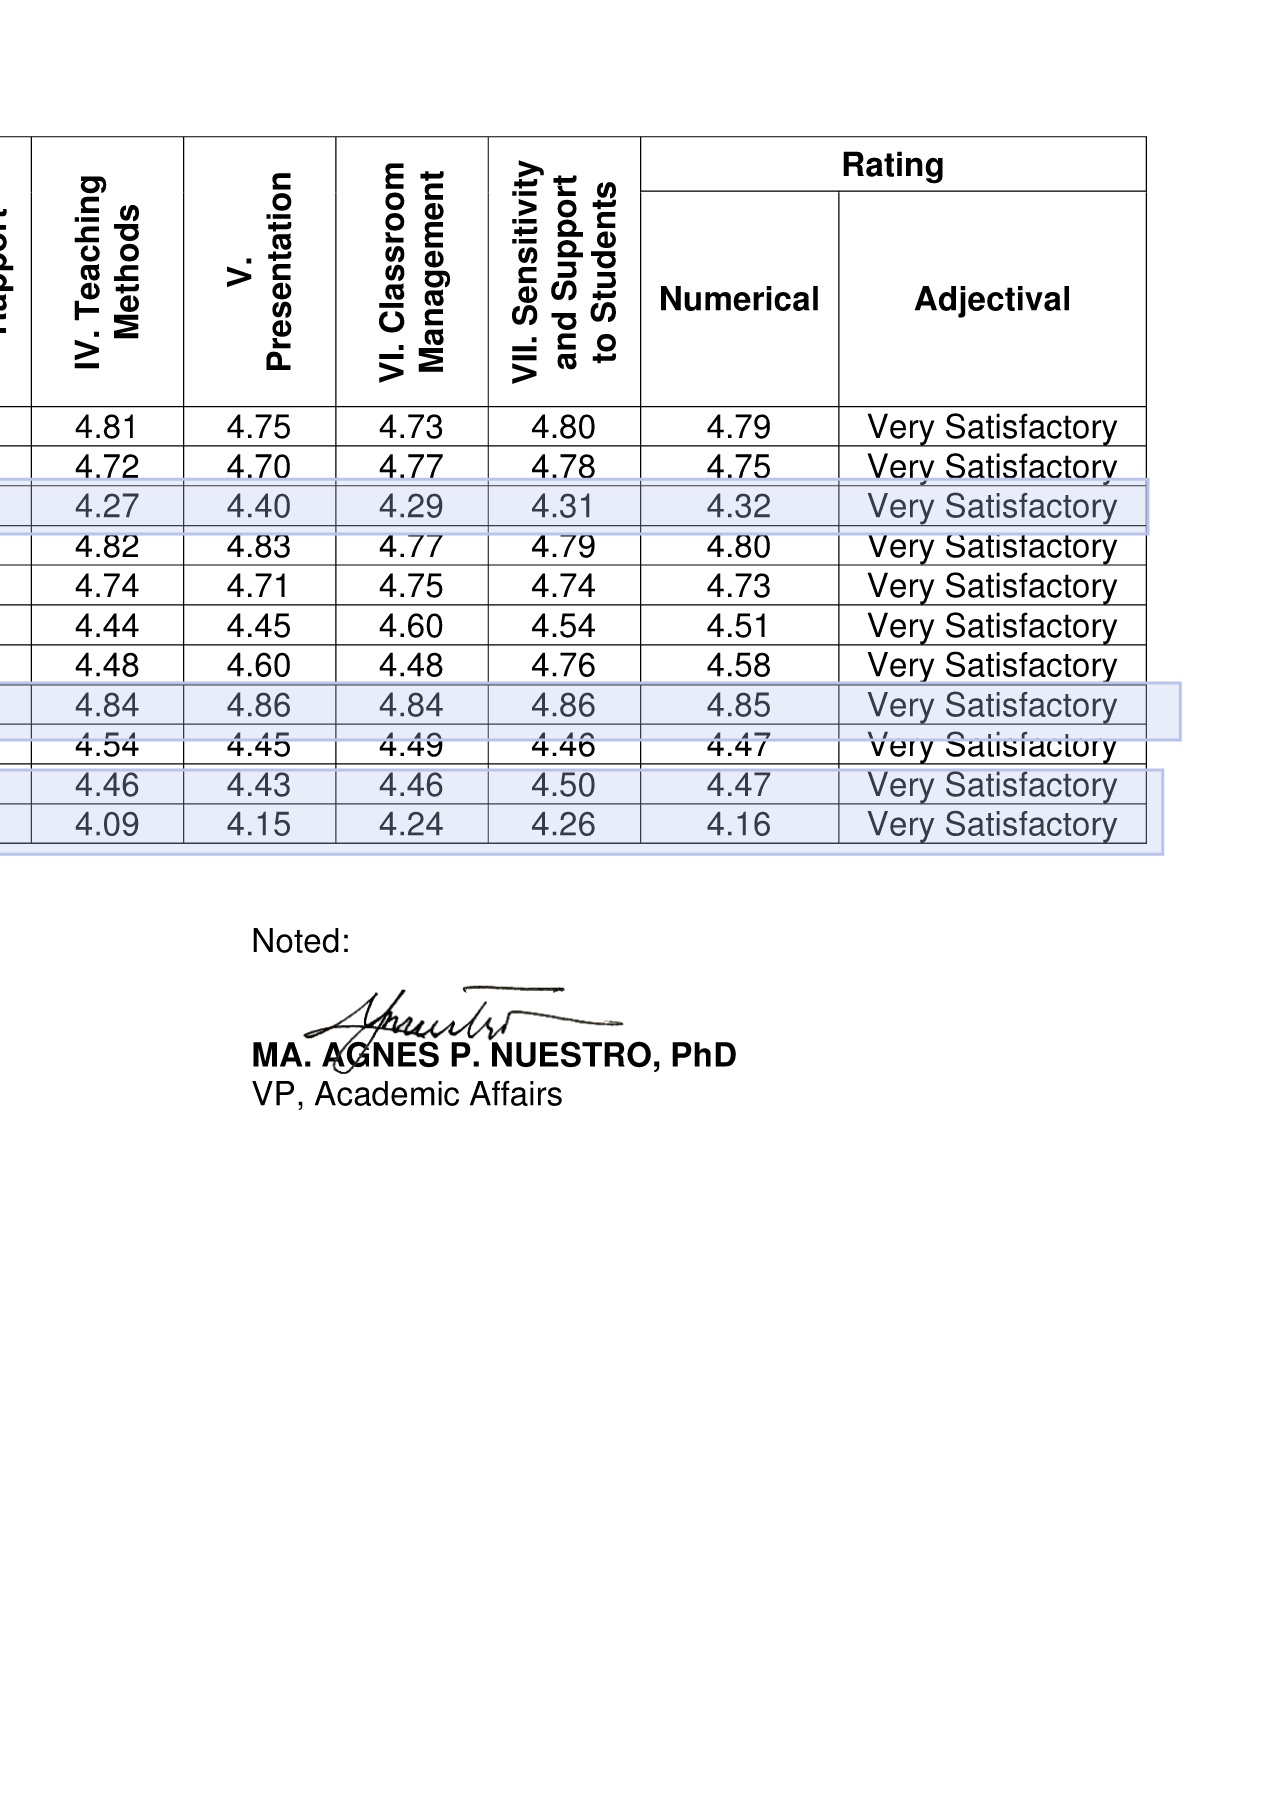 Rating
IV. Teaching Methods
V. Presentation
VI. Classroom Management
VII. Sensitivity and Support to Students
Numerical
Adjectival
4.81 4.75 4.73 4.80 4.79 Very Satisfactory
4.72 4.70 4.77 4.78 4.75 Very Satisfactory
4.27 4.40 4.29 4.31 4.32 Very Satisfactory
4.82 4.83 4.77 4.79 4.80 Very Satisfactory
4.74 4.71 4.75 4.74 4.73 Very Satisfactory
4.44 4.45 4.60 4.54 4.51 Very Satisfactory
4.48 4.60 4.48 4.76 4.58 Very Satisfactory
4.84 4.86 4.84 4.86 4.85 Very Satisfactory
4.54 4.45 4.49 4.46 4.47 Very Satisfactory
4.46 4.43 4.46 4.50 4.47 Very Satisfactory
4.09 4.15 4.24 4.26 4.16 Very Satisfactory
Noted:
MA. AGNES P. NUESTRO, PhD
VP, Academic Affairs